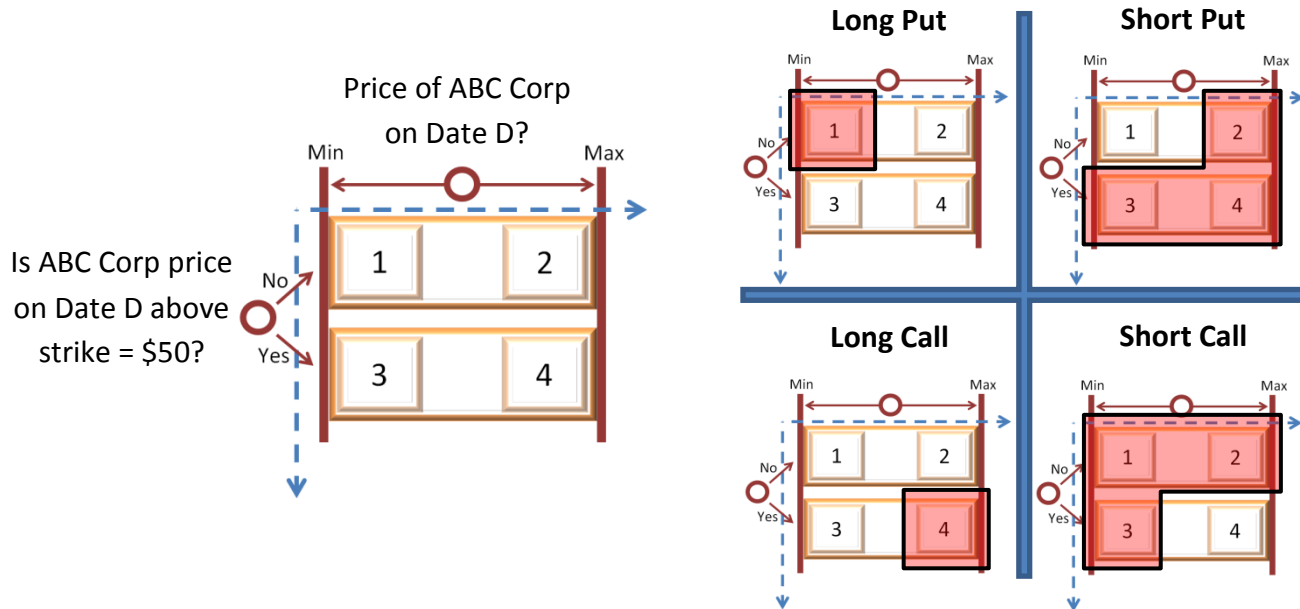 Price of ABC Corp
on Date D?
Min
Max
Is ABC Corp price
on Date D above
strike = $50?
No
Yes
1
2
3
4
Long Put
Min
Max
No
Yes
1
2
3
4
Short Put
Min
Max
No
Yes
1
2
3
4
Long Call
Min
Max
No
Yes
1
2
3
4
Short Call
Min
Max
No
Yes
1
2
3
4